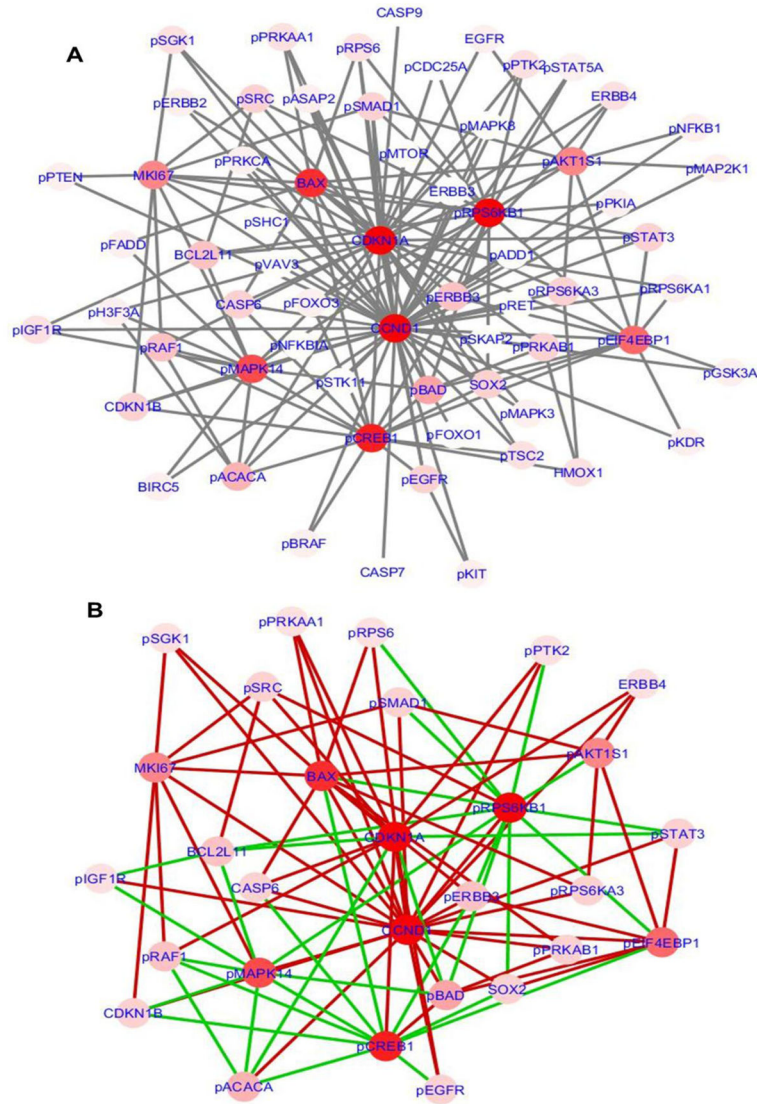 CASP9
pSGK1
pPRKAA1
pRPS6
EGFR
A
pCDC25A
pPTK2
pSTAT5A
pERBB2
pSRC
pASAP2
pSMAD1
ERBB4
pMAPK8
pNFKB1
pPRKCA
pMTOR
pAKT1S1
pPTEN
MKI67
BAX
pMAP2K1
ERBB3
pRPS6KB1
pPKIA
pSHC1
pFADD
CDKN1A
pSTAT3
BCL2L11
pVAV3
pADD1
CASP6
pFOXO3
pERBB3
pRET
pRPS6KA3
pRPS6KA1
pH3F3A
pIGF1R
CCND1
pRAF1
pNFKBIA
pSKAP2
pPRKAB1
pEIF4EBP1
pMAPK14
pSTK11
pBAD
SOX2
pGSK3A
CDKN1B
pMAPK3
pCREB1
pFOXO1
pKDR
pTSC2
BIRC5
pACACA
pEGFR
HMOX1
pBRAF
CASP7
pKIT
B
pSGK1
pPRKAA1
pRPS6
pPTK2
pSRC
pSMAD1
ERBB4
MKI67
BAX
pAKT1S1
pRPS6KB1
CDKN1A
pSTAT3
BCL2L11
pIGF1R
CASP6
pERBB3
pRPS6KA3
CCND1
pRAF1
pPRKAB1
pEIF4EBP1
pMAPK14
pBAD
SOX2
CDKN1B
pCREB1
pACACA
pEGFR